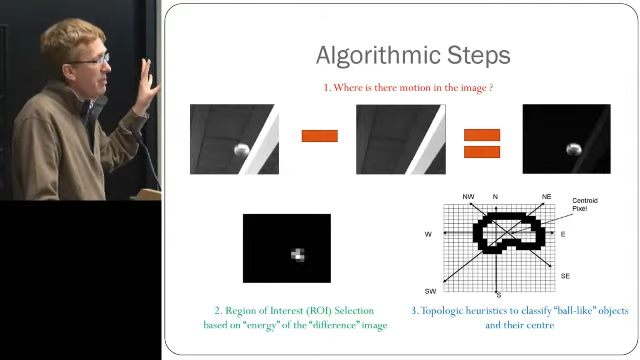 Algorithmic Steps
1. Where is there motion in the image ?
NW
N
NE
Centroid
Pixel
W
E
SW
S
SE
2. Region of Interest (ROI) Selection
based on "energy" of the "difference" image
3. Topologic heuristics to classify "ball-like" objects
and their centre